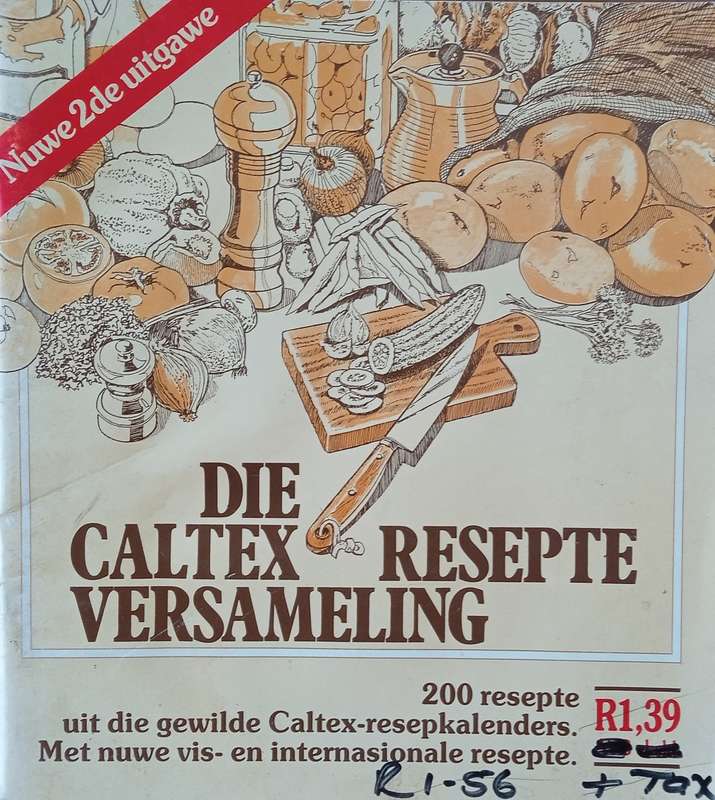 Nuwe 2de uitgawe
DIE
CALTEX RESEPTE
VERSAMELING
200 resepte
uit die gewilde Caltex-resepkalenders.
Met nuwe vis- en internasionale resepte.
R1,39
R1-56 + Tax